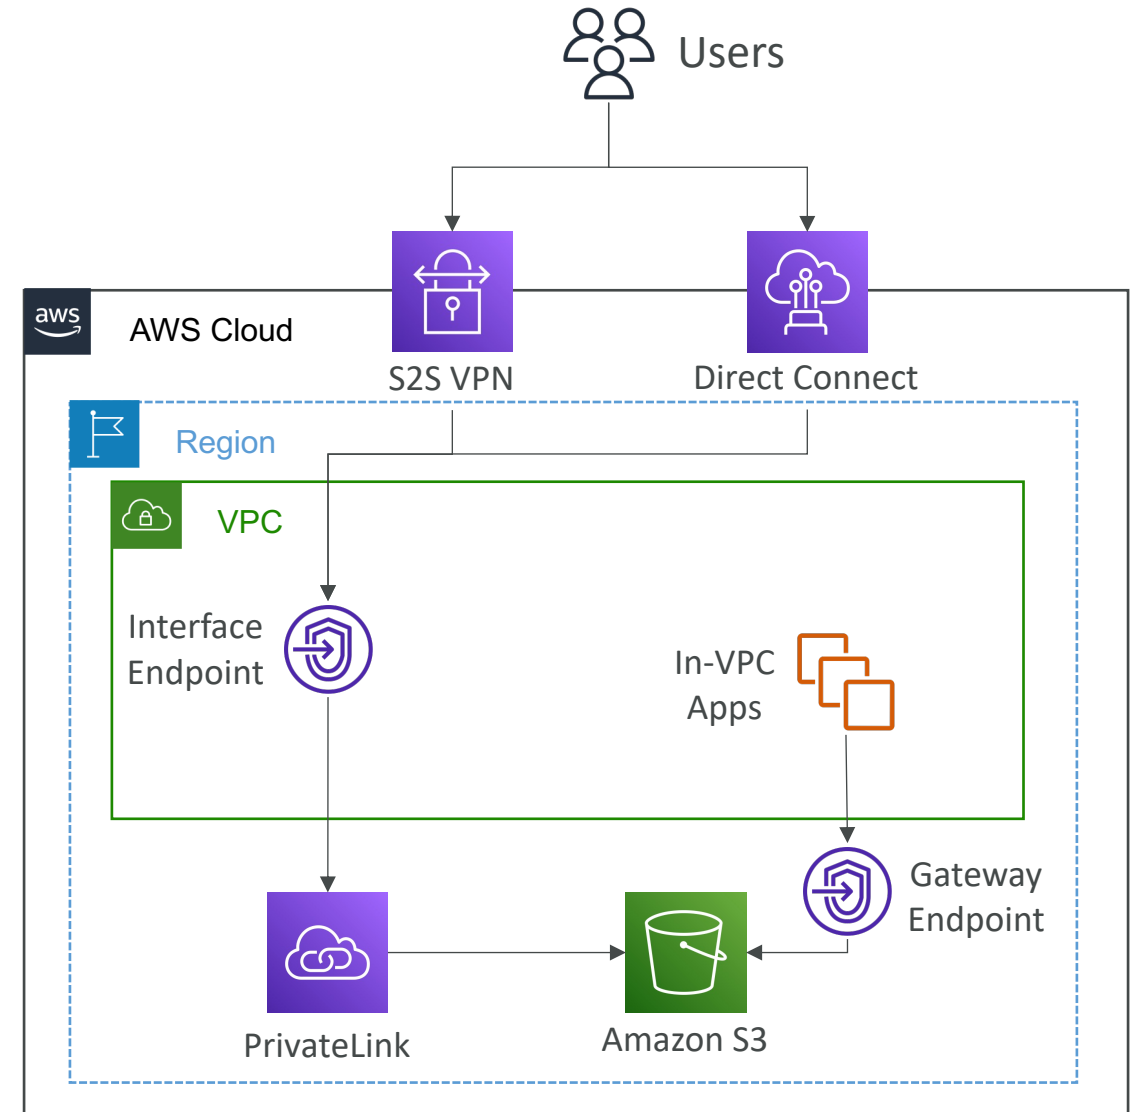 Users
aws
AWS Cloud
S2S VPN
Direct Connect
Region
VPC
Interface
Endpoint
In-VPC
Apps
Gateway
Endpoint
PrivateLink
Amazon S3